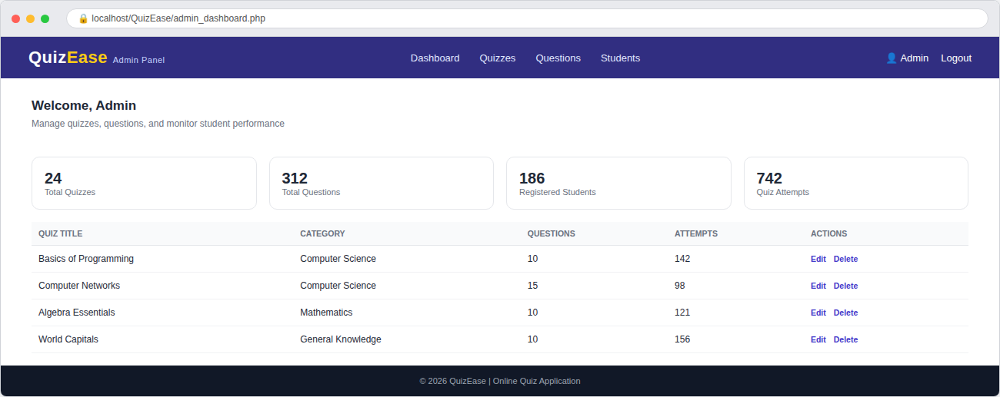 localhost/QuizEase/admin_dashboard.php
QuizEase Admin Panel Dashboard Quizzes Questions Students Admin Logout
Welcome, Admin
Manage quizzes, questions, and monitor student performance
24 312 186 742
Total Quizzes Total Questions Registered Students Quiz Attempts
QUIZ TITLE CATEGORY QUESTIONS ATTEMPTS ACTIONS
Basics of Programming Computer Science 10 142 Edit Delete
Computer Networks Computer Science 15 98 Edit Delete
Algebra Essentials Mathematics 10 121 Edit Delete
World Capitals General Knowledge 10 156 Edit Delete
© 2026 QuizEase | Online Quiz Application